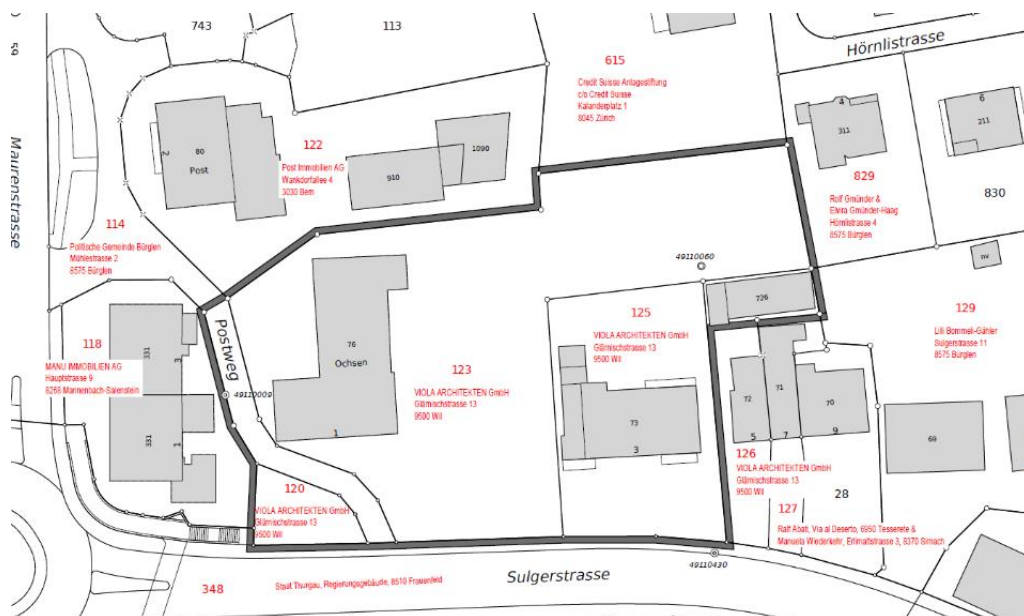 59
743
113
Hörnlistrasse
615
Credit Suisse Anlagestiftung
c/o Credit Suisse
Kalanderplatz 1
8045 Zürich
Maurenstrasse
2
80
Post
122
Post Immobilien AG
Wankdorfallee 4
3030 Bern
910
1090
4
311
6
211
829
Rolf Gmünder &
Elvira Gmünder-Haag
Hörnlistrasse 4
8575 Bürglen
830
114
Politische Gemeinde Bürglen
Mühlestrasse 2
8575 Bürglen
49110060
726
129
Lilli Bommeli-Gähler
Sulgerstrasse 11
8575 Bürglen
118
MANU IMMOBILIEN AG
Hauptstrasse 9
8268 Mannenbach-Salenstein
331
3
331
1
Postweg
49110009
76
Ochsen
1
123
VIOLA ARCHITEKTEN GmbH
Glärnischstrasse 13
9500 Wil
125
VIOLA ARCHITEKTEN GmbH
Glärnischstrasse 13
9500 Wil
73
3
72
5
71
7
70
9
69
126
VIOLA ARCHITEKTEN GmbH
Glärnischstrasse 13
9500 Wil
120
VIOLA ARCHITEKTEN GmbH
Glärnischstrasse 13
9500 Wil
28
127
Ralf Abati, Via al Deserto, 6950 Tesserete &
Manuela Wiederkehr, Erlimattstrasse 3, 8370 Sirnach
49110430
348
Staat Thurgau, Regierungsgebäude, 8510 Frauenfeld
Sulgerstrasse